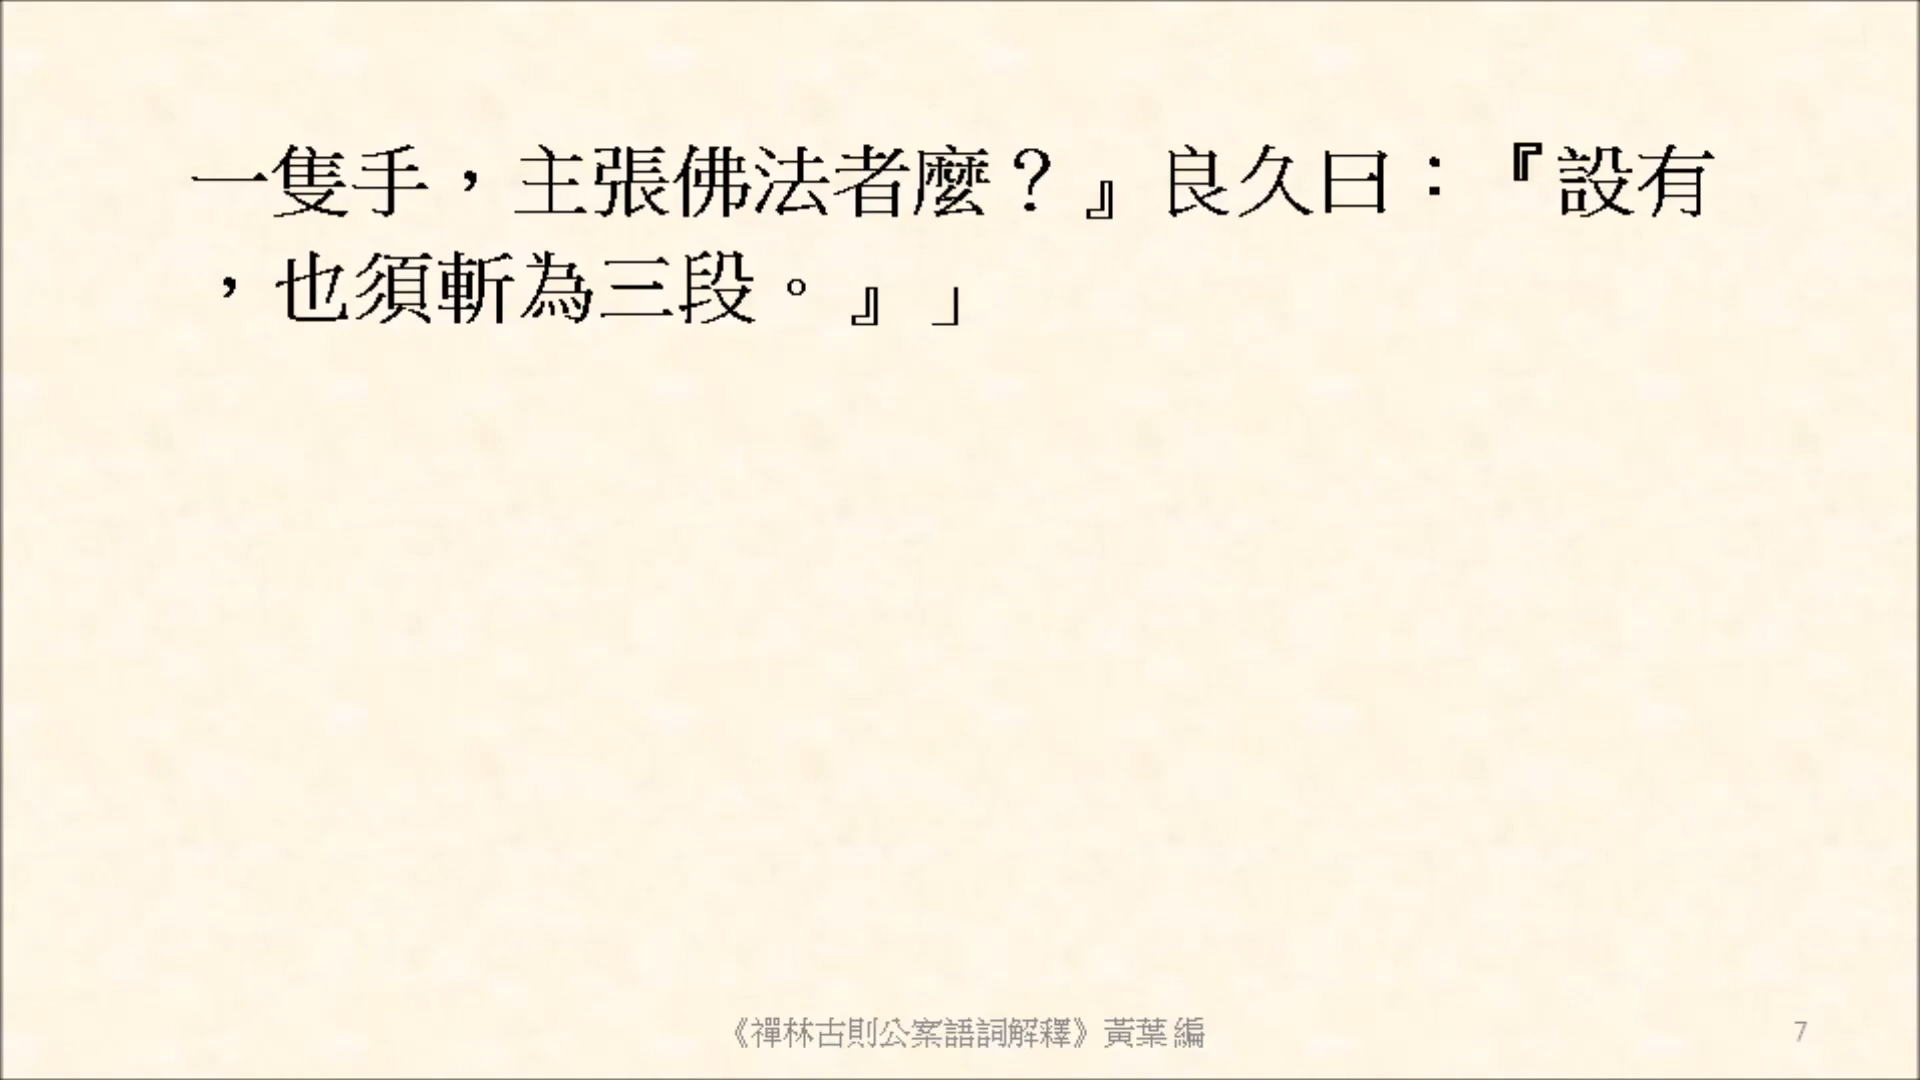 一隻手，主張佛法者麼？』良久曰：『設有
，也須斬為三段。』」
《禪林古則公案語詞解釋》黃葉編
7